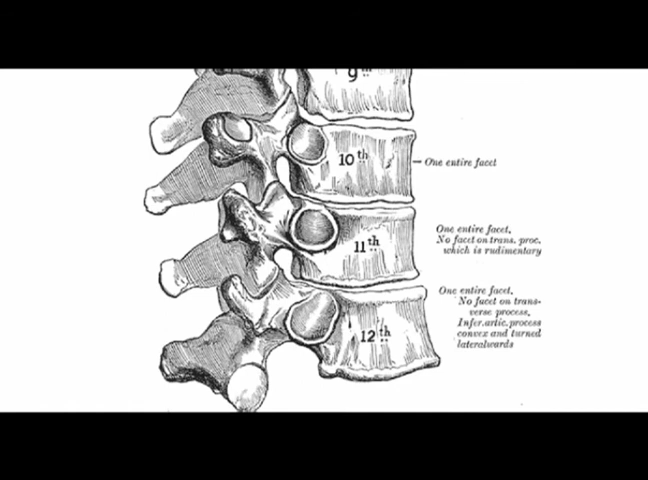 9th
10th
One entire facet
11th
One entire facet.
No facet on trans. proc.
which is rudimentary
12th
One entire facet.
No facet on trans-
verse process.
Infer. artic. process
convex and turned
lateralwards